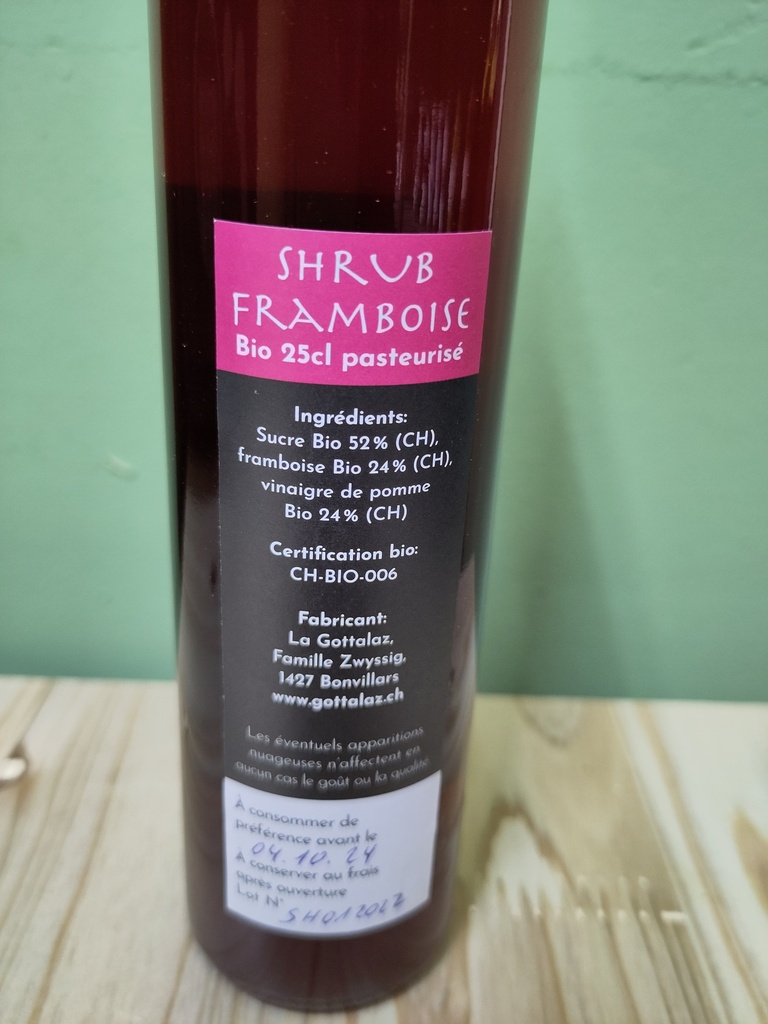 SHRUB
FRAMBOISE
Bio 25cl pasteurisé
Ingrédients:
Sucre Bio 52% (CH),
framboise Bio 24% (CH),
vinaigre de pomme
Bio 24% (CH)
Certification bio:
CH-BIO-006
Fabricant:
La Gottalaz,
Famille Zwyssig,
1427 Bonvillars
www.gottalaz.ch
Les éventuels apparitions
nuageuses n'affectent en
aucun cas le goût ou la qualité
À consommer de
préférence avant le
04.10.24
À conserver au frais
après ouverture
Lot N°
SH012022